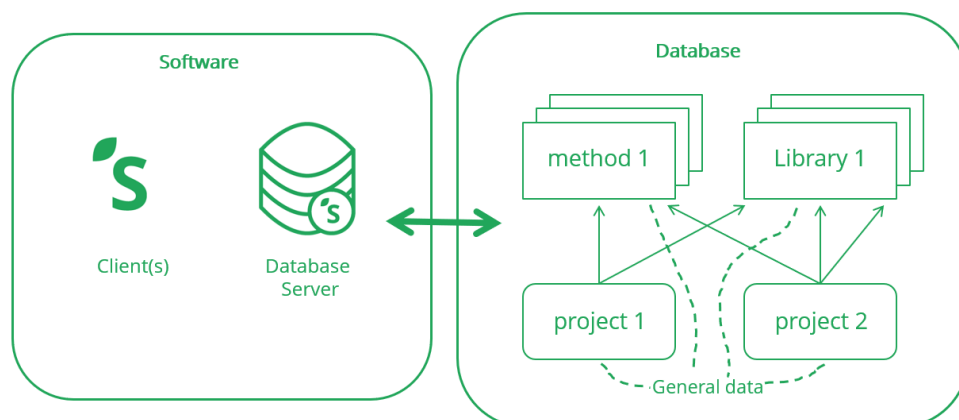 Software
S
S
Client(s)
Database
Server
Database
method 1
Library 1
project 1
project 2
General data